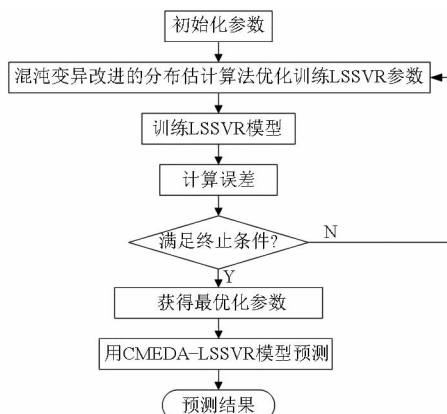 初始化参数
混沌变异改进的分布估计算法优化训练LSSVR参数
训练LSSVR模型
计算误差
满足终止条件?
N
Y
获得最优化参数
用CMEDA-LSSVR模型预测
预测结果